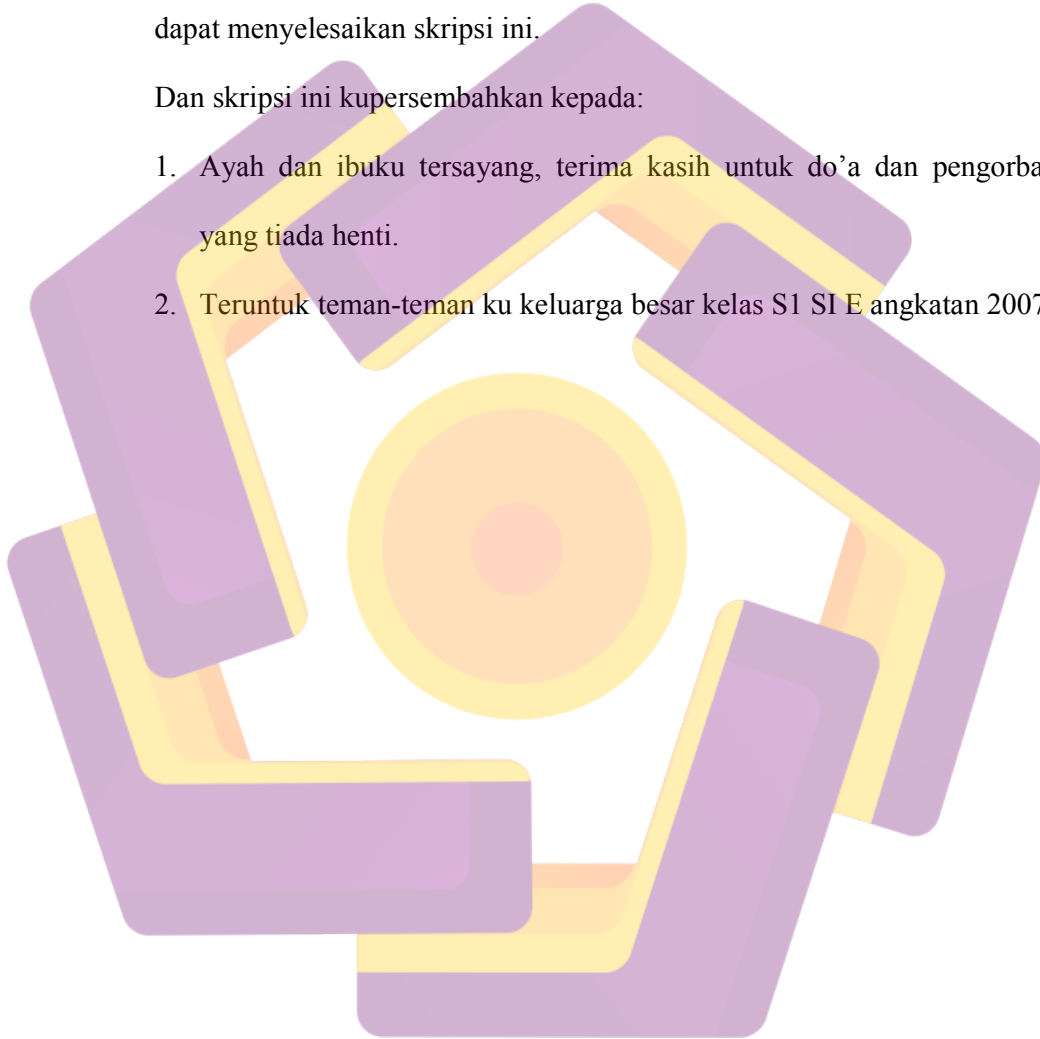 dapat menyelesaikan skripsi ini.
Dan skripsi ini kupersembahkan kepada:
1. Ayah dan ibuku tersayang, terima kasih untuk do’a dan pengorba
yang tiada henti.
2. Teruntuk teman-teman ku keluarga besar kelas S1 SI E angkatan 2007